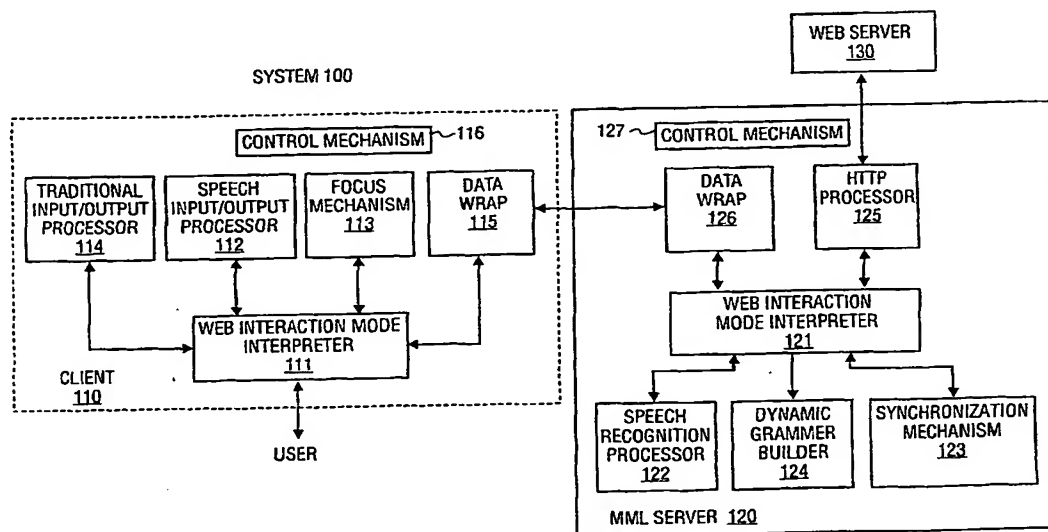 WEB SERVER
130
SYSTEM 100
CONTROL MECHANISM
116
TRADITIONAL
INPUT/OUTPUT
PROCESSOR
114
SPEECH
INPUT/OUTPUT
PROCESSOR
112
FOCUS
MECHANISM
113
DATA
WRAP
115
WEB INTERACTION MODE
INTERPRETER
111
CLIENT
110
USER
127
CONTROL MECHANISM
DATA
WRAP
126
HTTP
PROCESSOR
125
WEB INTERACTION
MODE INTERPRETER
121
SPEECH
RECOGNITION
PROCESSOR
122
DYNAMIC
GRAMMER
BUILDER
124
SYNCHRONIZATION
MECHANISM
123
MML SERVER 120